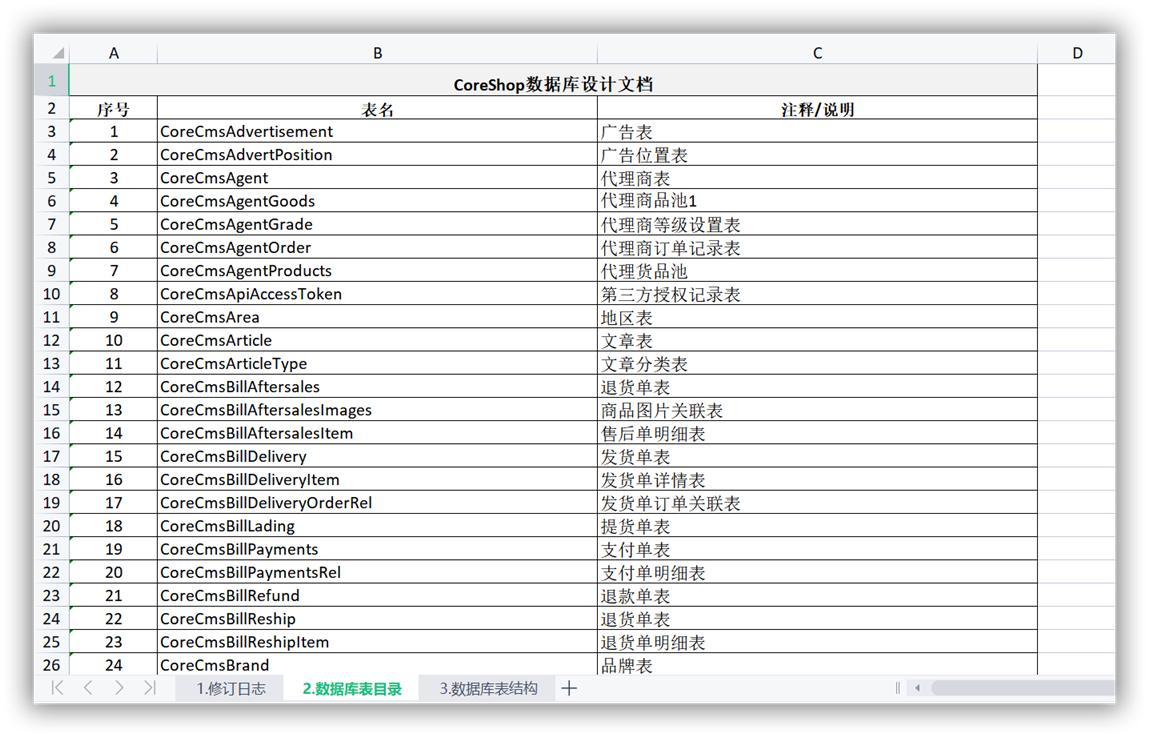 A B C D
1 CoreShop数据库设计文档
2 序号 表名 注释/说明
3 1 CoreCmsAdvertisement 广告表
4 2 CoreCmsAdvertPosition 广告位置表
5 3 CoreCmsAgent 代理商表
6 4 CoreCmsAgentGoods 代理商品池1
7 5 CoreCmsAgentGrade 代理商等级设置表
8 6 CoreCmsAgentOrder 代理商订单记录表
9 7 CoreCmsAgentProducts 代理货品池
10 8 CoreCmsApiAccessToken 第三方授权记录表
11 9 CoreCmsArea 地区表
12 10 CoreCmsArticle 文章表
13 11 CoreCmsArticleType 文章分类表
14 12 CoreCmsBillAftersales 退货单表
15 13 CoreCmsBillAftersalesImages 商品图片关联表
16 14 CoreCmsBillAftersalesItem 售后单明细表
17 15 CoreCmsBillDelivery 发货单表
18 16 CoreCmsBillDeliveryItem 发货单详情表
19 17 CoreCmsBillDeliveryOrderRel 发货单订单关联表
20 18 CoreCmsBillLading 提货单表
21 19 CoreCmsBillPayments 支付单表
22 20 CoreCmsBillPaymentsRel 支付单明细表
23 21 CoreCmsBillRefund 退款单表
24 22 CoreCmsBillReship 退货单表
25 23 CoreCmsBillReshipItem 退货单明细表
26 24 CoreCmsBrand 品牌表
1.修订日志 2.数据库表目录 3.数据库表结构